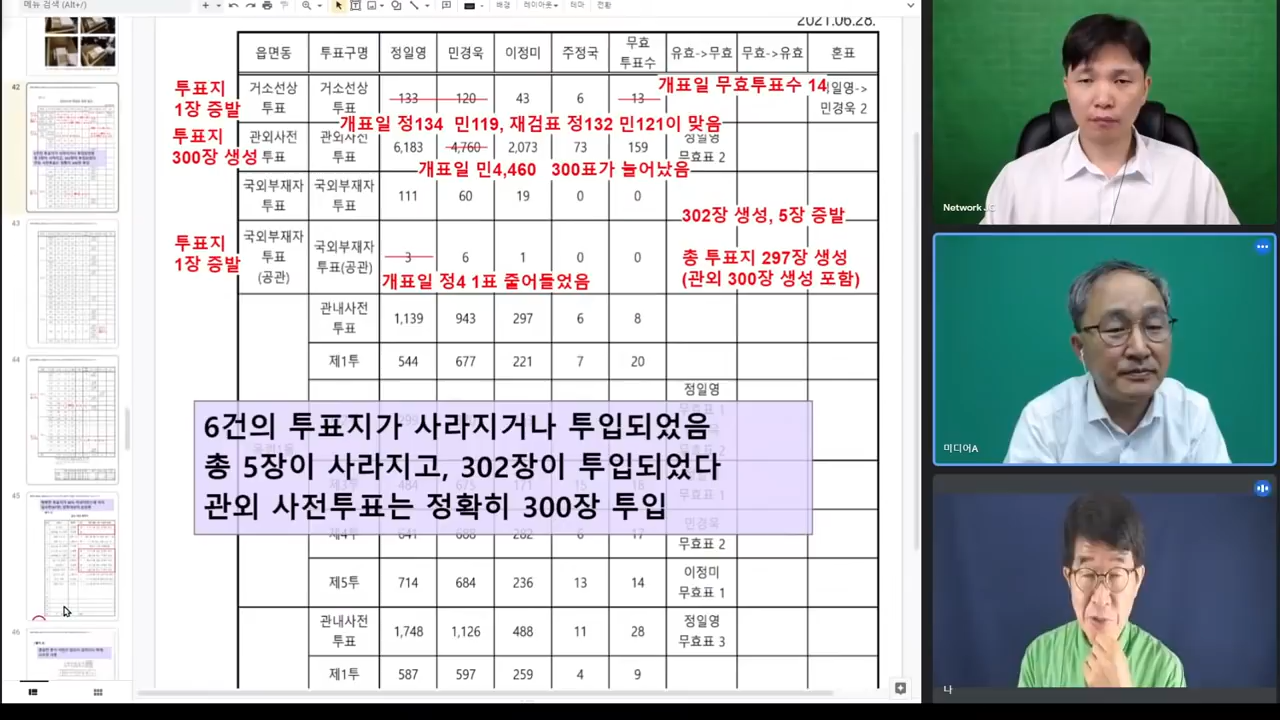 메뉴 검색 (Alt+/)
배경
레이아웃
테마
전환
2021.06.28.
읍면동 투표구명 정일영 민경욱 이정미 주정국 무효 투표수 유효->무효 무효->유효 혼표
투표지
1장 증발
거소선상 투표 거소선상 투표 133 120 43 6 13
개표일 무효투표수 14
일영->
민경욱 2
개표일 정134 민119, 재검표 정132 민121이 맞음
투표지
300장 생성
관외사전 투표 관외사전 투표 6,183 4,760 2,073 73 159 정일영 무효표 2
개표일 민4,460 300표가 늘어났음
국외부재자 투표 국외부재자 투표 111 60 19 0 0
302장 생성, 5장 증발
투표지
1장 증발
국외부재자 투표 (공관) 국외부재자 투표(공관) 3 6 1 0 0
총 투표지 297장 생성
(관외 300장 생성 포함)
개표일 정4 1표 줄어들었음
관내사전 투표 1,139 943 297 6 8
제1투 544 677 221 7 20
정일영
6건의 투표지가 사라지거나 투입되었음
총 5장이 사라지고, 302장이 투입되었다
관외 사전투표는 정확히 300장 투입
무효표 2
제5투 714 684 236 13 14 이정미 무효표 1
관내사전 투표 1,748 1,126 488 11 28 정일영 무효표 3
제1투 587 597 259 4 9
42
43
44
45
46
미디어A
나